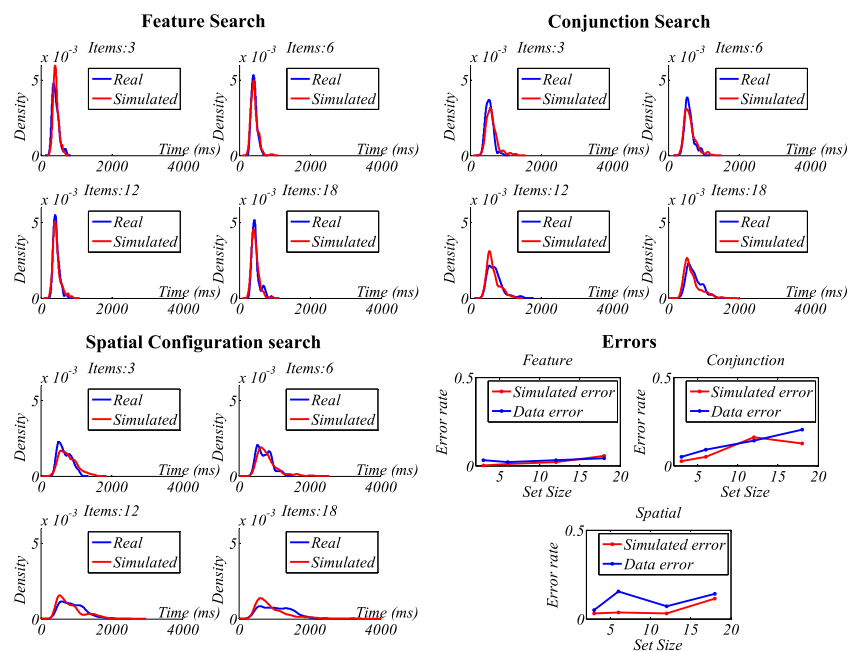 Feature Search
x 10⁻³ Items:3
5
Density
0
Real
Simulated
Time (ms)
0 2000 4000
x 10⁻³ Items:6
5
Density
0
Real
Simulated
Time (ms)
0 2000 4000
x 10⁻³ Items:12
5
Density
0
Real
Simulated
Time (ms)
0 2000 4000
x 10⁻³ Items:18
5
Density
0
Real
Simulated
Time (ms)
0 2000 4000
Conjunction Search
x 10⁻³ Items:3
5
Density
0
Real
Simulated
Time (ms)
0 2000 4000
x 10⁻³ Items:6
5
Density
0
Real
Simulated
Time (ms)
0 2000 4000
x 10⁻³ Items:12
5
Density
0
Real
Simulated
Time (ms)
0 2000 4000
x 10⁻³ Items:18
5
Density
0
Real
Simulated
Time (ms)
0 2000 4000
Spatial Configuration search
x 10⁻³ Items:3
5
Density
0
Real
Simulated
Time (ms)
0 2000 4000
x 10⁻³ Items:6
5
Density
0
Real
Simulated
Time (ms)
0 2000 4000
x 10⁻³ Items:12
5
Density
0
Real
Simulated
Time (ms)
0 2000 4000
x 10⁻³ Items:18
5
Density
0
Real
Simulated
Time (ms)
0 2000 4000
Errors
Feature
0.5
Error rate
0
Simulated error
Data error
5 10 15 20
Set Size
Conjunction
0.5
Error rate
0
Simulated error
Data error
5 10 15 20
Set Size
Spatial
0.5
Error rate
0
Simulated error
Data error
5 10 15 20
Set Size